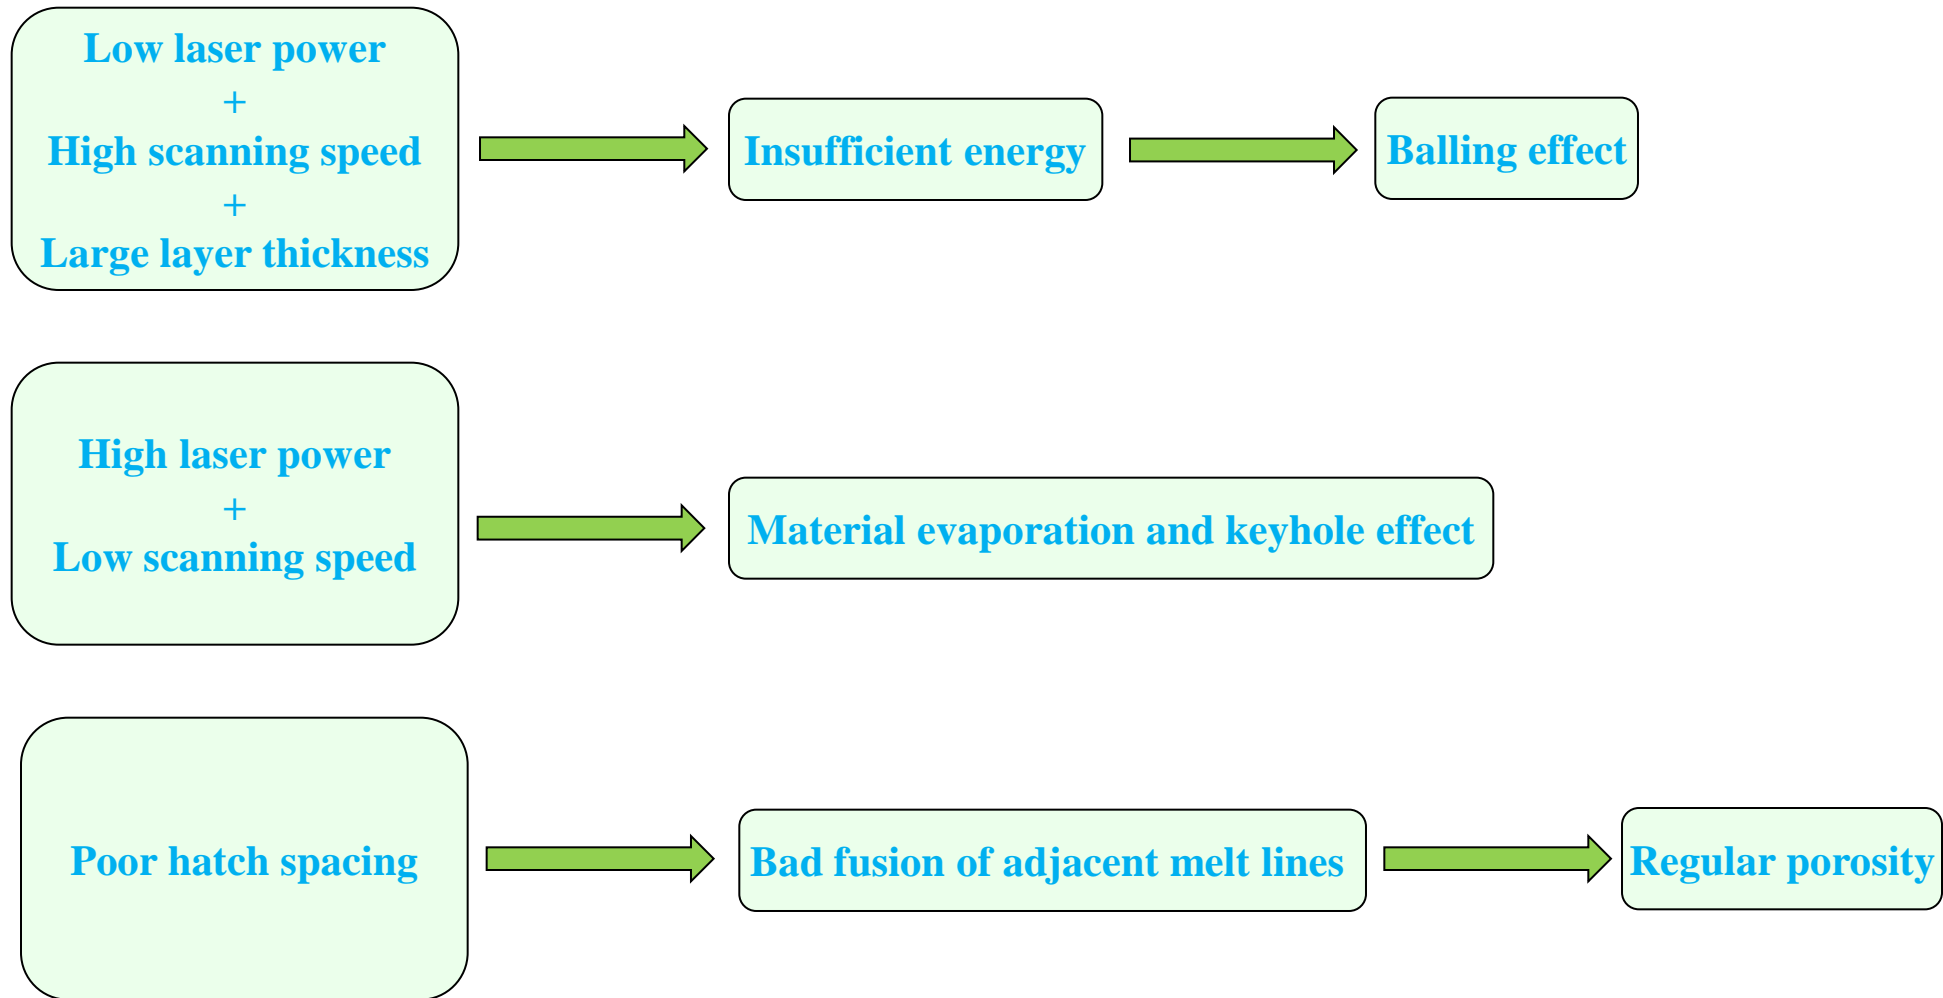 Low laser power
+
High scanning speed
+
Large layer thickness
Insufficient energy
Balling effect
High laser power
+
Low scanning speed
Material evaporation and keyhole effect
Poor hatch spacing
Bad fusion of adjacent melt lines
Regular porosity